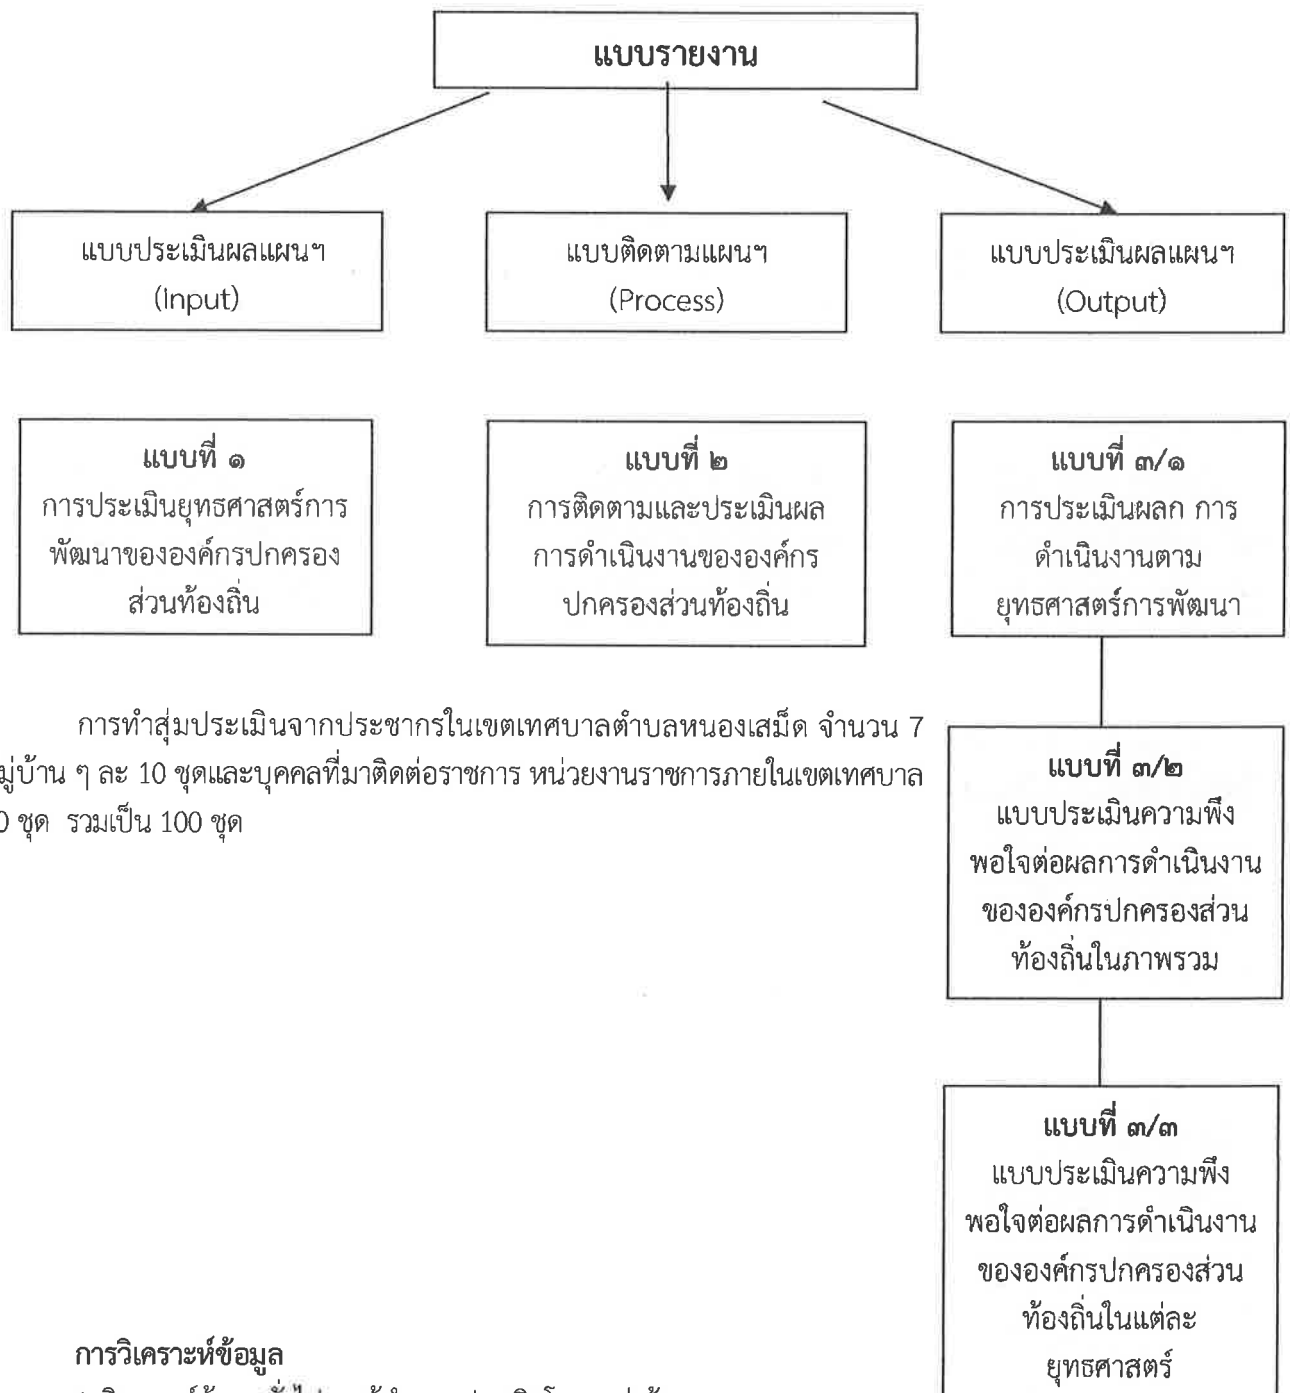 แบบรายงาน
แบบประเมินผลแผนฯ
(Input)
แบบติดตามแผนฯ
(Process)
แบบประเมินผลแผนฯ
(Output)
แบบที่ ๑
การประเมินยุทธศาสตร์การ
พัฒนาขององค์กรปกครอง
ส่วนท้องถิ่น
แบบที่ ๒
การติดตามและประเมินผล
การดำเนินงานขององค์กร
ปกครองส่วนท้องถิ่น
แบบที่ ๓/๑
การประเมินผลก การ
ดำเนินงานตาม
ยุทธศาสตร์การพัฒนา
การทำสุ่มประเมินจากประชากรในเขตเทศบาลตำบลหนองเสม็ด จำนวน 7
มู่บ้าน ๆ ละ 10 ชุดและบุคคลที่มาติดต่อราชการ หน่วยงานราชการภายในเขตเทศบาล
0 ชุด รวมเป็น 100 ชุด
แบบที่ ๓/๒
แบบประเมินความพึง
พอใจต่อผลการดำเนินงาน
ขององค์กรปกครองส่วน
ท้องถิ่นในภาพรวม
แบบที่ ๓/๓
แบบประเมินความพึง
พอใจต่อผลการดำเนินงาน
ขององค์กรปกครองส่วน
ท้องถิ่นในแต่ละ
ยุทธศาสตร์
การวิเคราะห์ข้อมูล